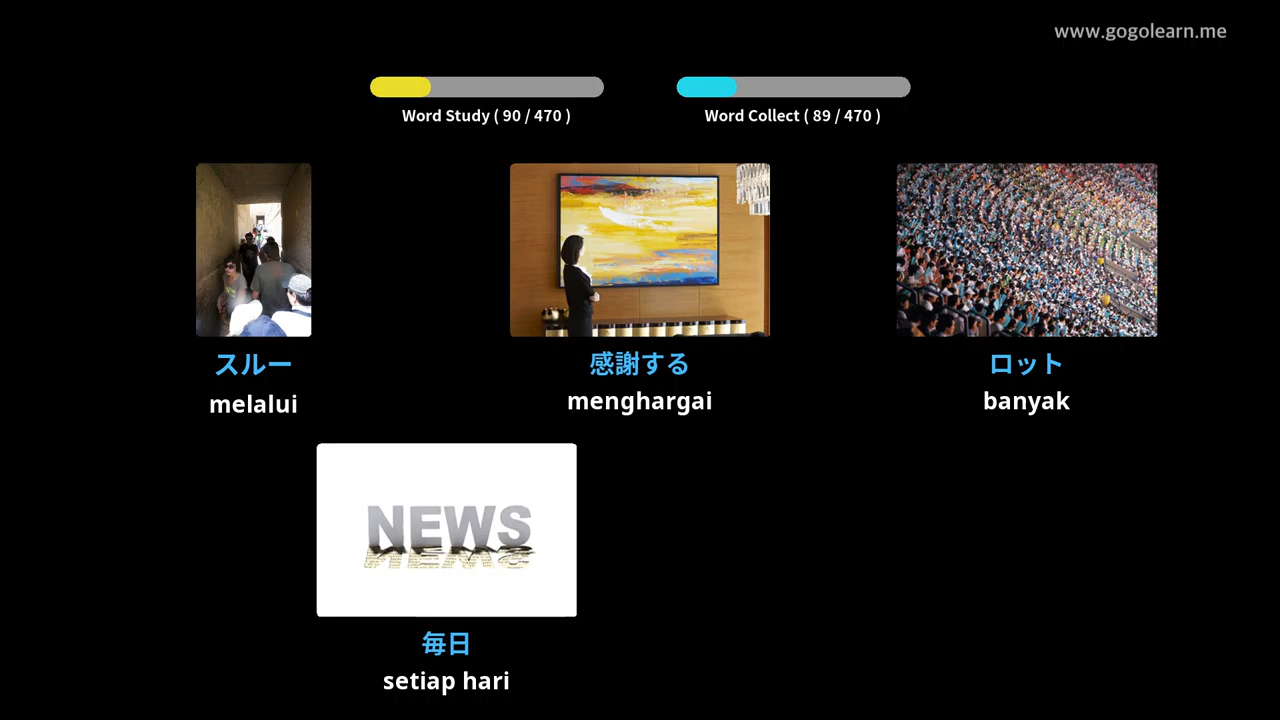 www.gogolearn.me
Word Study ( 90 / 470 )
Word Collect ( 89 / 470 )
スルー
melalui
感謝する
menghargai
ロット
banyak
NEWS
毎日
setiap hari